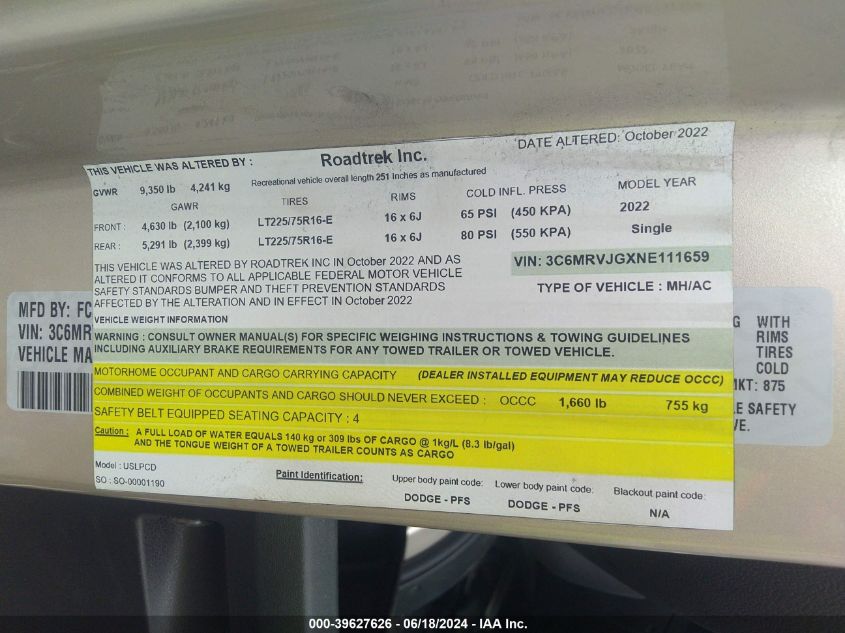 THIS VEHICLE WAS ALTERED BY : Roadtrek Inc. DATE ALTERED: October 2022
GVWR 9,350 lb 4,241 kg Recreational vehicle overall length 251 Inches as manufactured
GAWR TIRES RIMS COLD INFL. PRESS MODEL YEAR
FRONT : 4,630 lb (2,100 kg) LT225/75R16-E 16 x 6J 65 PSI (450 KPA) 2022
REAR : 5,291 lb (2,399 kg) LT225/75R16-E 16 x 6J 80 PSI (550 KPA) Single
THIS VEHICLE WAS ALTERED BY ROADTREK INC IN October 2022 AND AS
ALTERED IT CONFORMS TO ALL APPLICABLE FEDERAL MOTOR VEHICLE
SAFETY STANDARDS BUMPER AND THEFT PREVENTION STANDARDS
AFFECTED BY THE ALTERATION AND IN EFFECT IN October 2022
VIN: 3C6MRVJGXNE111659
TYPE OF VEHICLE : MH/AC
VEHICLE WEIGHT INFORMATION
WARNING : CONSULT OWNER MANUAL(S) FOR SPECIFIC WEIGHING INSTRUCTIONS & TOWING GUIDELINES
INCLUDING AUXILIARY BRAKE REQUIREMENTS FOR ANY TOWED TRAILER OR TOWED VEHICLE.
MOTORHOME OCCUPANT AND CARGO CARRYING CAPACITY (DEALER INSTALLED EQUIPMENT MAY REDUCE OCCC)
COMBINED WEIGHT OF OCCUPANTS AND CARGO SHOULD NEVER EXCEED : OCCC 1,660 lb 755 kg
SAFETY BELT EQUIPPED SEATING CAPACITY : 4
Caution : A FULL LOAD OF WATER EQUALS 140 kg or 309 lbs OF CARGO @ 1kg/L (8.3 lb/gal)
AND THE TONGUE WEIGHT OF A TOWED TRAILER COUNTS AS CARGO
Model : USLPCD
SO : SO-00001190
Paint Identification: Upper body paint code: Lower body paint code: Blackout paint code:
DODGE - PFS DODGE - PFS N/A
MFD BY: FC
VIN: 3C6MR
VEHICLE MA
G WITH
RIMS
TIRES
COLD
MKT: 875
LE SAFETY
VE.
000-39627626 - 06/18/2024 - IAA Inc.